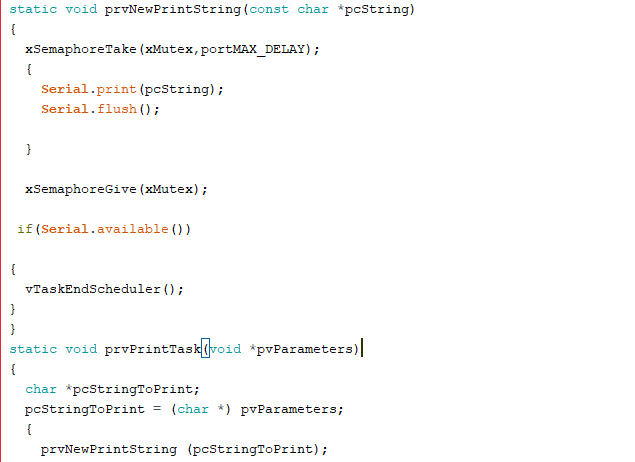 static void prvNewPrintString(const char *pcString)
{
  xSemaphoreTake(xMutex,portMAX_DELAY);
  {
    Serial.print(pcString);
    Serial.flush();

  }

  xSemaphoreGive(xMutex);

 if(Serial.available())

{
  vTaskEndScheduler();
}
}
static void prvPrintTask(void *pvParameters)
{
  char *pcStringToPrint;
  pcStringToPrint = (char *) pvParameters;
  {
    prvNewPrintString (pcStringToPrint);